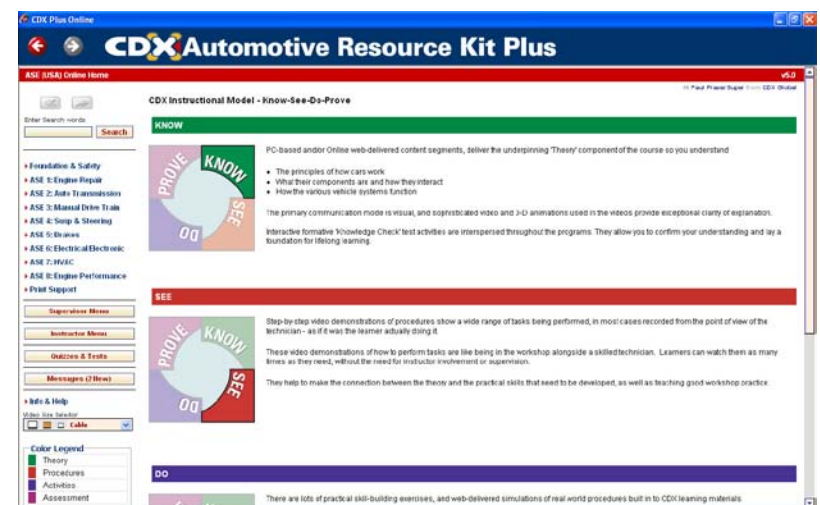 CDX Plus Online
CDX Automotive Resource Kit Plus
ASE (USA) Online Home
v5.0
Hi Paul Fraser Super from CDX Global
CDX Instructional Model - Know-See-Do-Prove
Enter Search words
Search
Foundation & Safety
ASE 1: Engine Repair
ASE 2: Auto Transmission
ASE 3: Manual Drive Train
ASE 4: Susp & Steering
ASE 5: Brakes
ASE 6: Electrical Electronic
ASE 7: HVAC
ASE 8: Engine Performance
Print Support
Supervisor Menu
Instructor Menu
Quizzes & Tests
Messages (2 New)
Info & Help
Video Size Selector
Cable
Color Legend
Theory
Procedures
Activities
Assessment
KNOW
PROVE
KNOW
SEE
DO
PC-based and/or Online web-delivered content segments, deliver the underpinning 'Theory' component of the course so you understand
The principles of how cars work
What their components are and how they interact
How the various vehicle systems function
The primary communication mode is visual, and sophisticated video and 3-D animations used in the videos provide exceptional clarity of explanation.
Interactive formative 'Knowledge Check' test activities are interspersed throughout the programs. They allow you to confirm your understanding and lay a
foundation for lifelong learning.
SEE
PROVE
KNOW
SEE
DO
Step-by-step video demonstrations of procedures show a wide range of tasks being performed, in most cases recorded from the point of view of the
technician - as if it was the learner actually doing it.
These video demonstrations of how to perform tasks are like being in the workshop alongside a skilled technician. Learners can watch them as many
times as they need, without the need for instructor involvement or supervision.
They help to make the connection between the theory and the practical skills that need to be developed, as well as teaching good workshop practice.
DO
There are lots of practical skill-building exercises, and web-delivered simulations of real world procedures built in to CDX learning materials